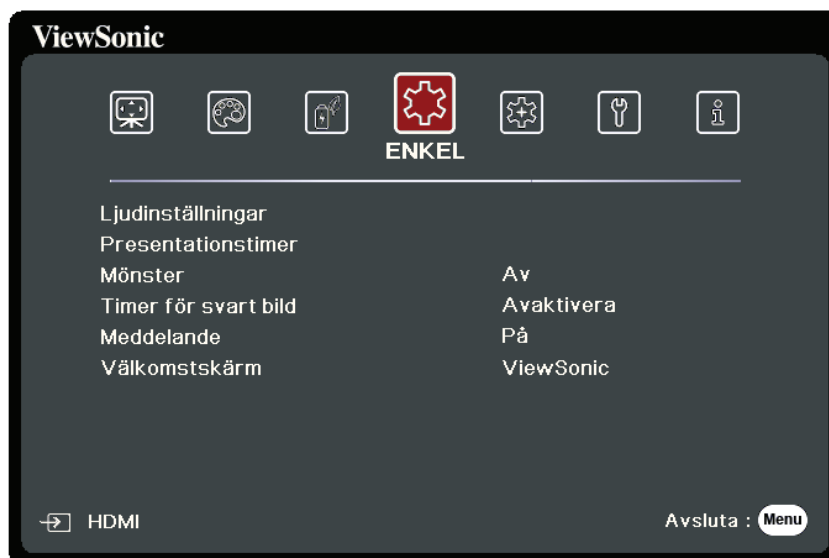 ViewSonic
ENKEL
Ljudinställningar
Presentationstimer
Mönster Av
Timer för svart bild Avaktivera
Meddelande På
Välkomstskärm ViewSonic
HDMI Avsluta : Menu